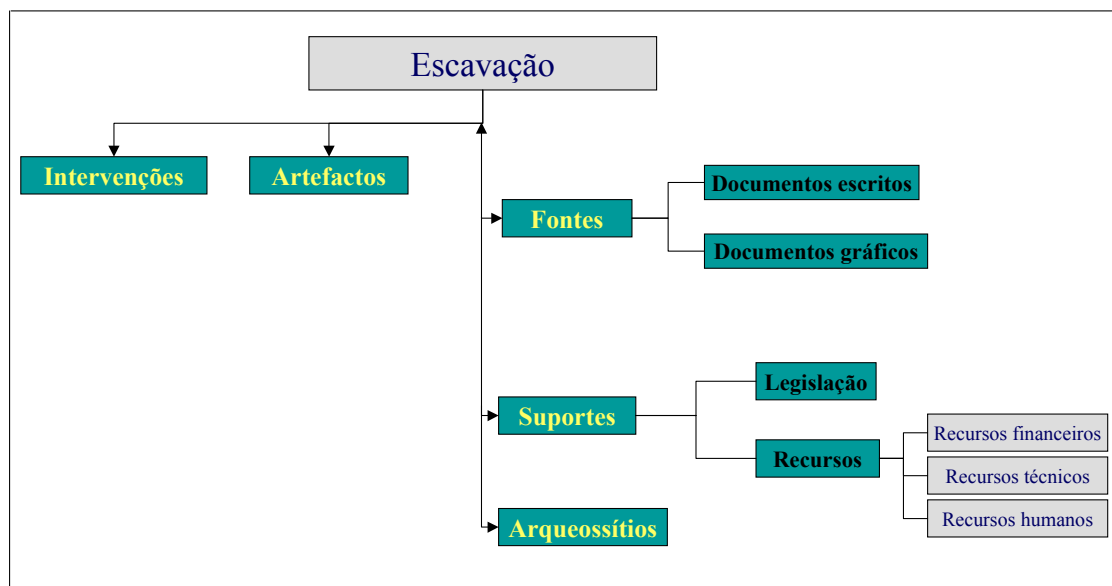 Escavação
Intervenções
Artefactos
Fontes
Documentos escritos
Documentos gráficos
Suportes
Legislação
Recursos
Recursos financeiros
Recursos técnicos
Recursos humanos
Arqueossítios